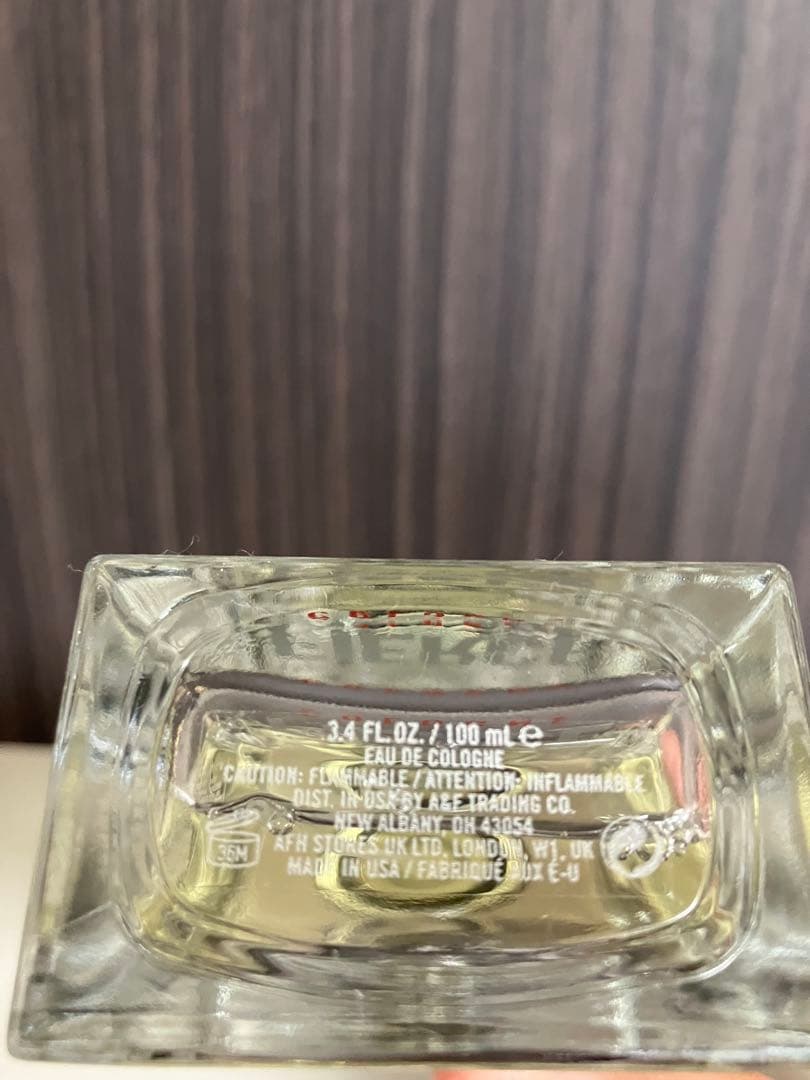 FIERCE
3.4 FL.OZ. / 100 mL e
EAU DE COLOGNE
CAUTION: FLAMMABLE / ATTENTION: INFLAMMABLE
DIST. IN USA BY A&E TRADING CO.
NEW ALBANY, OH 43054
36M
AFH STORES UK LTD. LONDON, W1, UK
MADE IN USA / FABRIQUÉ AUX É-U